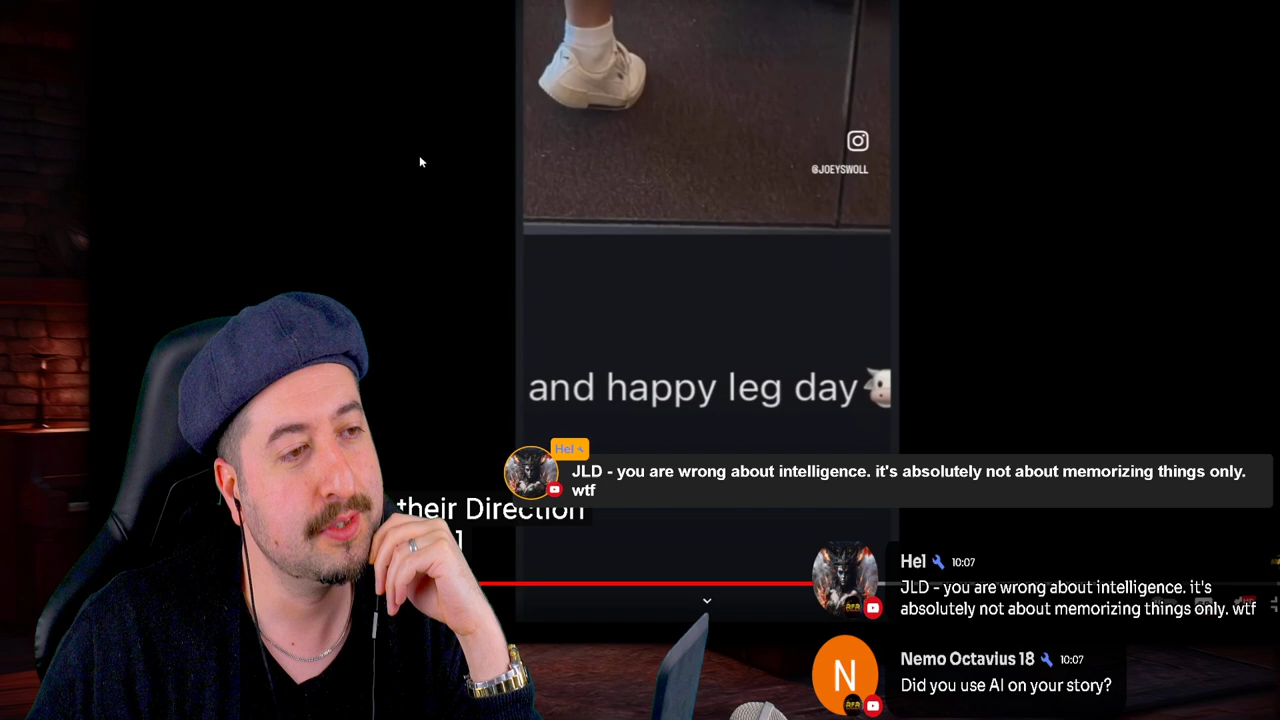 @JOEYSWOLL
and happy leg day
Hel
JLD - you are wrong about intelligence. it's absolutely not about memorizing things only.
wtf
their Direction
Hel 10:07
JLD - you are wrong about intelligence. it's
absolutely not about memorizing things only. wtf
N
Nemo Octavius 18 10:07
Did you use AI on your story?